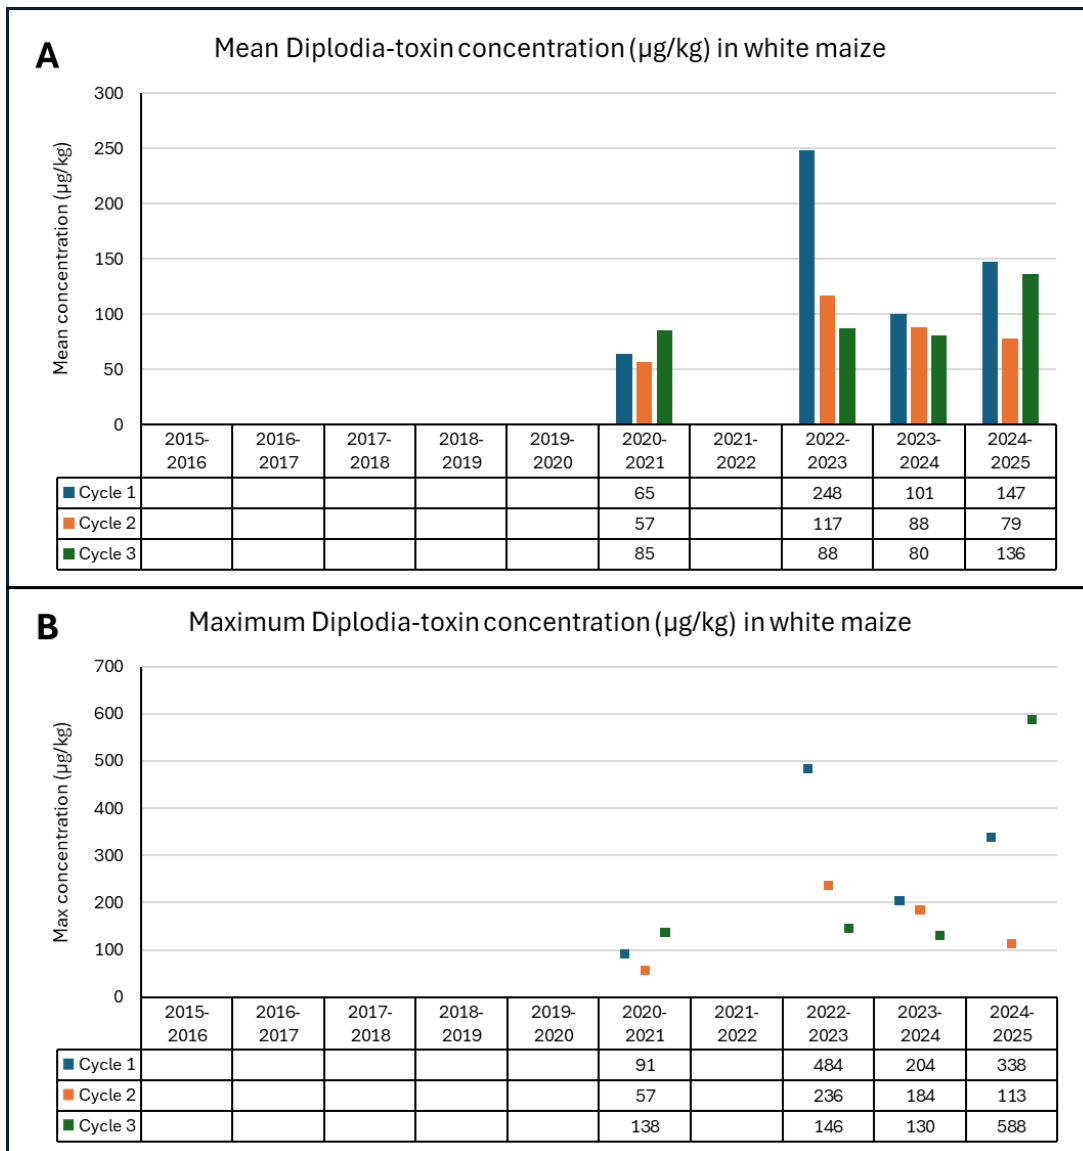 A
Mean Diplodia-toxin concentration (µg/kg) in white maize
Mean concentration (µg/kg)
300
250
200
150
100
50
0
2015-2016 2016-2017 2017-2018 2018-2019 2019-2020 2020-2021 2021-2022 2022-2023 2023-2024 2024-2025
Cycle 1 65 248 101 147
Cycle 2 57 117 88 79
Cycle 3 85 88 80 136
B
Maximum Diplodia-toxin concentration (µg/kg) in white maize
Max concentration (µg/kg)
700
600
500
400
300
200
100
0
2015-2016 2016-2017 2017-2018 2018-2019 2019-2020 2020-2021 2021-2022 2022-2023 2023-2024 2024-2025
Cycle 1 91 484 204 338
Cycle 2 57 236 184 113
Cycle 3 138 146 130 588